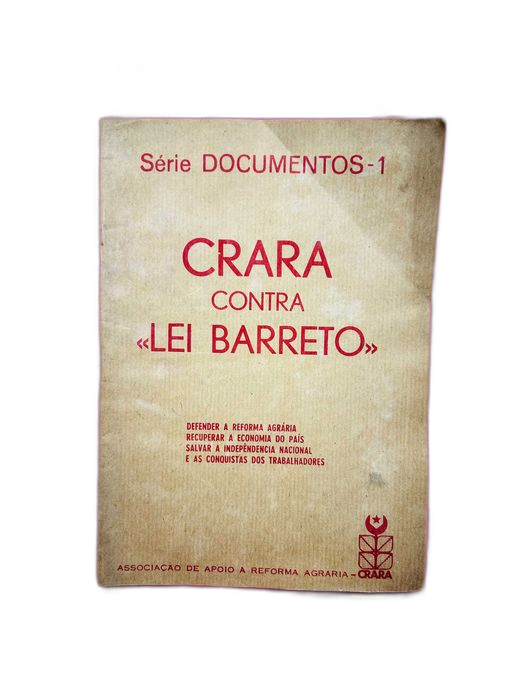 Série DOCUMENTOS-1
CRARA
CONTRA
«LEI BARRETO»
DEFENDER A REFORMA AGRÁRIA
RECUPERAR A ECONOMIA DO PAÍS
SALVAR A INDEPÊNDENCIA NACIONAL
E AS CONQUISTAS DOS TRABALHADORES
ASSOCIAÇÃO DE APOIO A REFORMA AGRARIA - CRARA